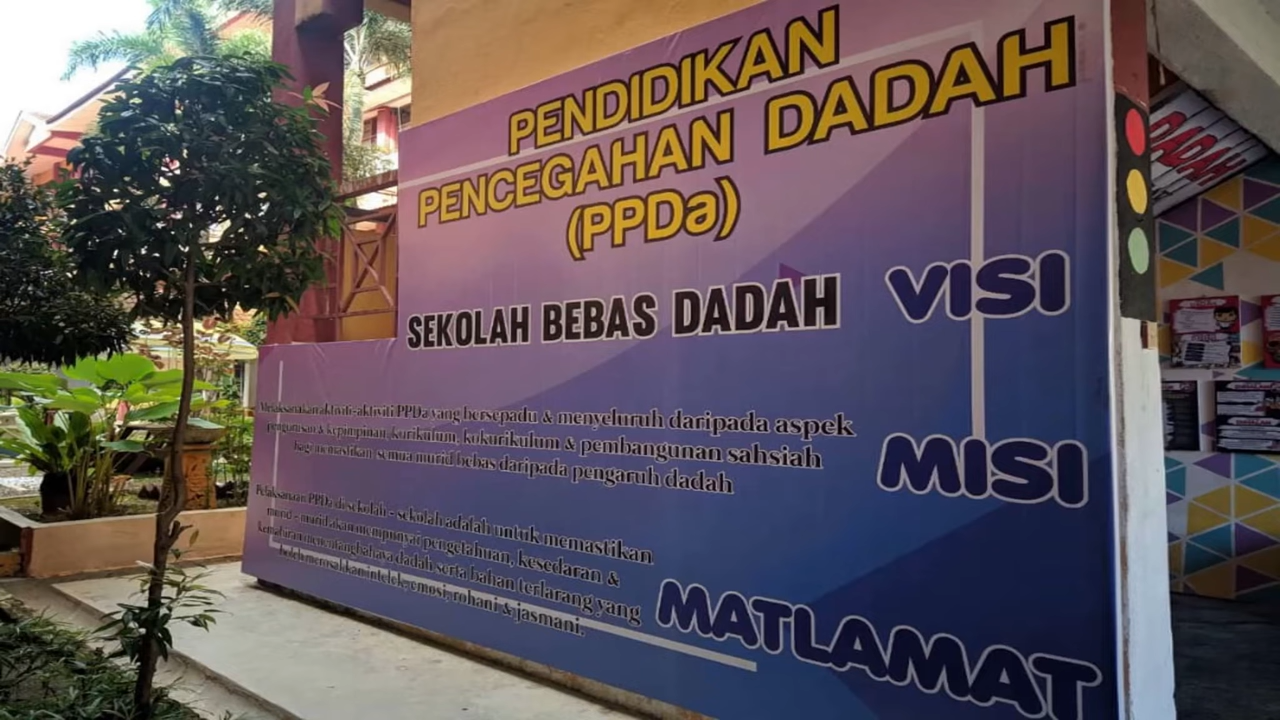 PENDIDIKAN
PENCEGAHAN DADAH
(PPDa)
SEKOLAH BEBAS DADAH
VISI
Melaksanakan aktiviti-aktiviti PPDa yang bersepadu & menyeluruh daripada aspek
pengurusan & kepimpinan, kurikulum, kokurikulum & pembangunan sahsiah
bagi memastikan semua murid bebas daripada pengaruh dadah
MISI
Pelaksanaan PPDa di sekolah - sekolah adalah untuk memastikan
murid - murid akan mempunyai pengetahuan, kesedaran &
kemahiran menentang bahaya dadah serta bahan terlarang yang
boleh merosakkan intelek, emosi, rohani & jasmani.
MATLAMAT
DADAH